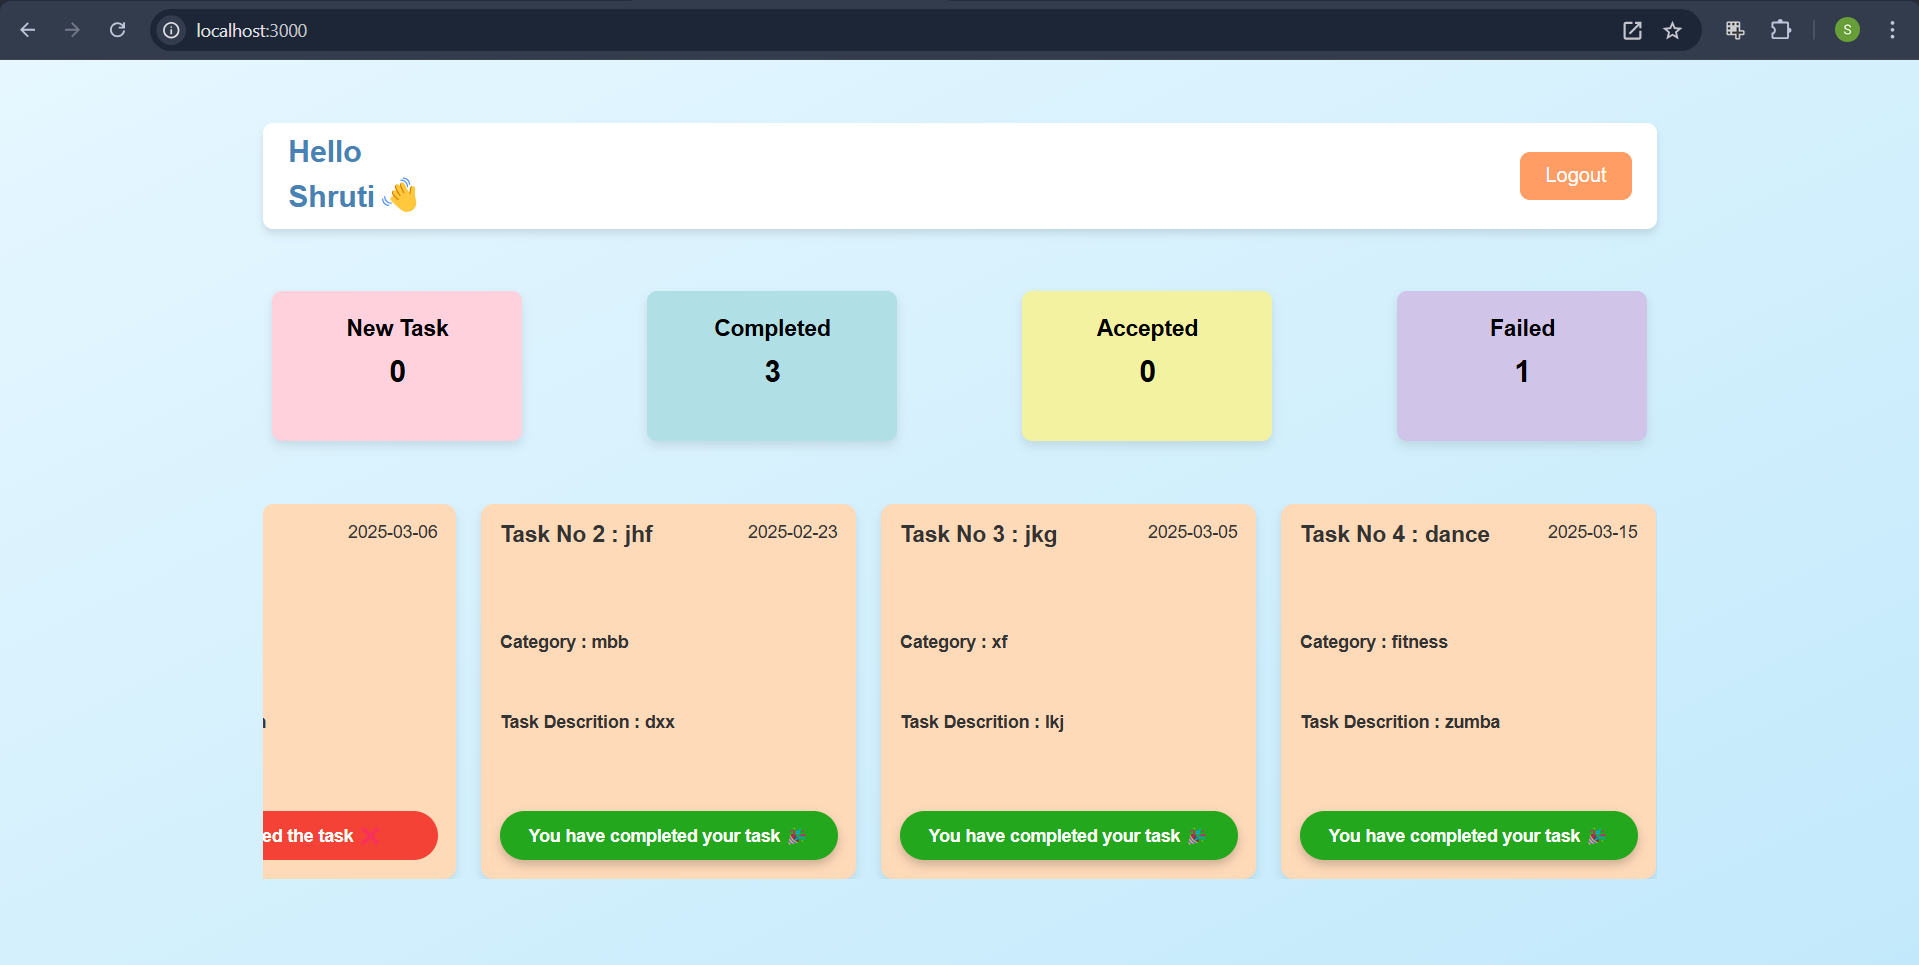 localhost:3000
S
Hello
Shruti 👋
Logout
New Task
0
Completed
3
Accepted
0
Failed
1
2025-03-06
ed the task ❌
Task No 2 : jhf
2025-02-23
Category : mbb
Task Descrition : dxx
You have completed your task 🎉
Task No 3 : jkg
2025-03-05
Category : xf
Task Descrition : lkj
You have completed your task 🎉
Task No 4 : dance
2025-03-15
Category : fitness
Task Descrition : zumba
You have completed your task 🎉